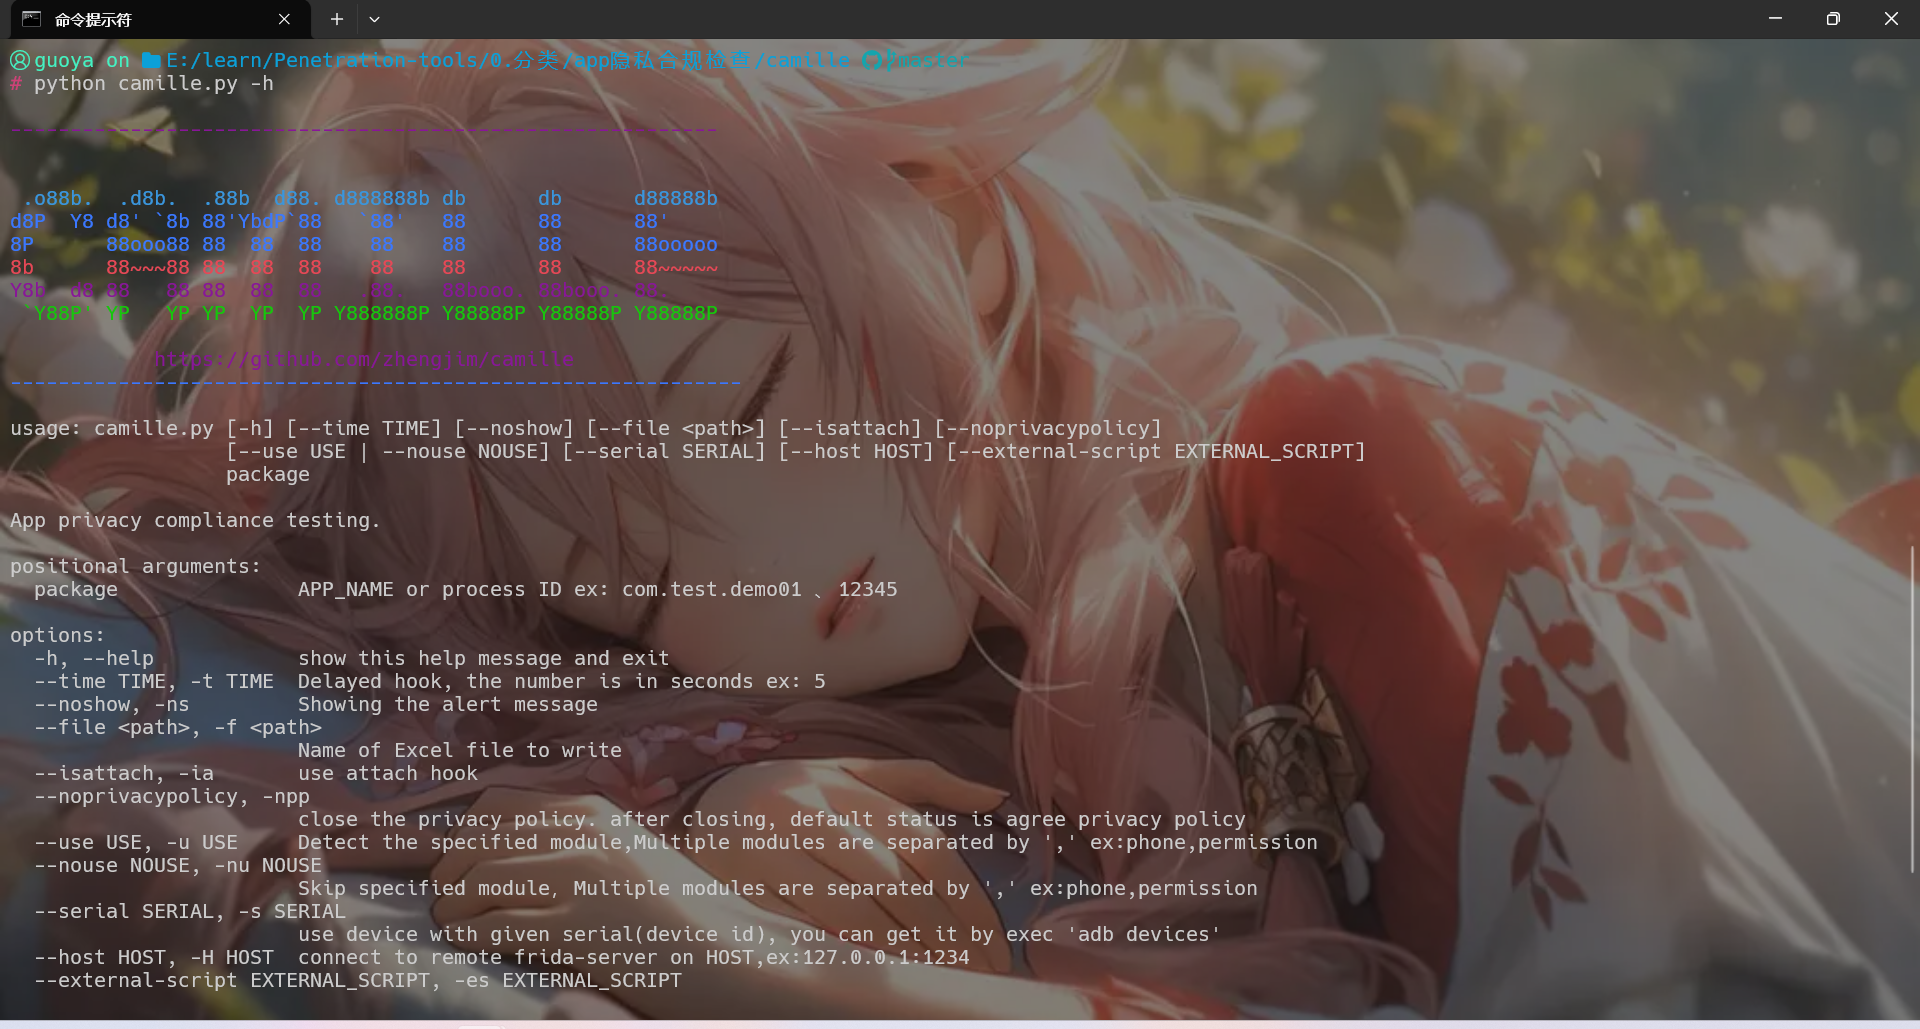 命令提示符
guoya on E:/learn/Penetration-tools/0.分类/app隐私合规检查/camille master
# python camille.py -h
-----------------------------------------------------------
 .o88b.  .d8b.  .88b  d88. d888888b db      db      d88888b
d8P  Y8 d8' `8b 88'YbdP`88   `88'   88      88      88'
8P      88ooo88 88  88  88    88    88      88      88ooooo
8b      88~~~88 88  88  88    88    88      88      88~~~~~
Y8b  d8 88   88 88  88  88   .88.   88booo. 88booo. 88.
 `Y88P' YP   YP YP  YP  YP Y888888P Y88888P Y88888P Y88888P
https://github.com/zhengjim/camille
-------------------------------------------------------------
usage: camille.py [-h] [--time TIME] [--noshow] [--file <path>] [--isattach] [--noprivacypolicy]
                  [--use USE | --nouse NOUSE] [--serial SERIAL] [--host HOST] [--external-script EXTERNAL_SCRIPT]
                  package
App privacy compliance testing.
positional arguments:
  package               APP_NAME or process ID ex: com.test.demo01 、 12345
options:
  -h, --help            show this help message and exit
  --time TIME, -t TIME  Delayed hook, the number is in seconds ex: 5
  --noshow, -ns         Showing the alert message
  --file <path>, -f <path>
                        Name of Excel file to write
  --isattach, -ia       use attach hook
  --noprivacypolicy, -npp
                        close the privacy policy. after closing, default status is agree privacy policy
  --use USE, -u USE     Detect the specified module,Multiple modules are separated by ',' ex:phone,permission
  --nouse NOUSE, -nu NOUSE
                        Skip specified module, Multiple modules are separated by ',' ex:phone,permission
  --serial SERIAL, -s SERIAL
                        use device with given serial(device id), you can get it by exec 'adb devices'
  --host HOST, -H HOST  connect to remote frida-server on HOST,ex:127.0.0.1:1234
  --external-script EXTERNAL_SCRIPT, -es EXTERNAL_SCRIPT